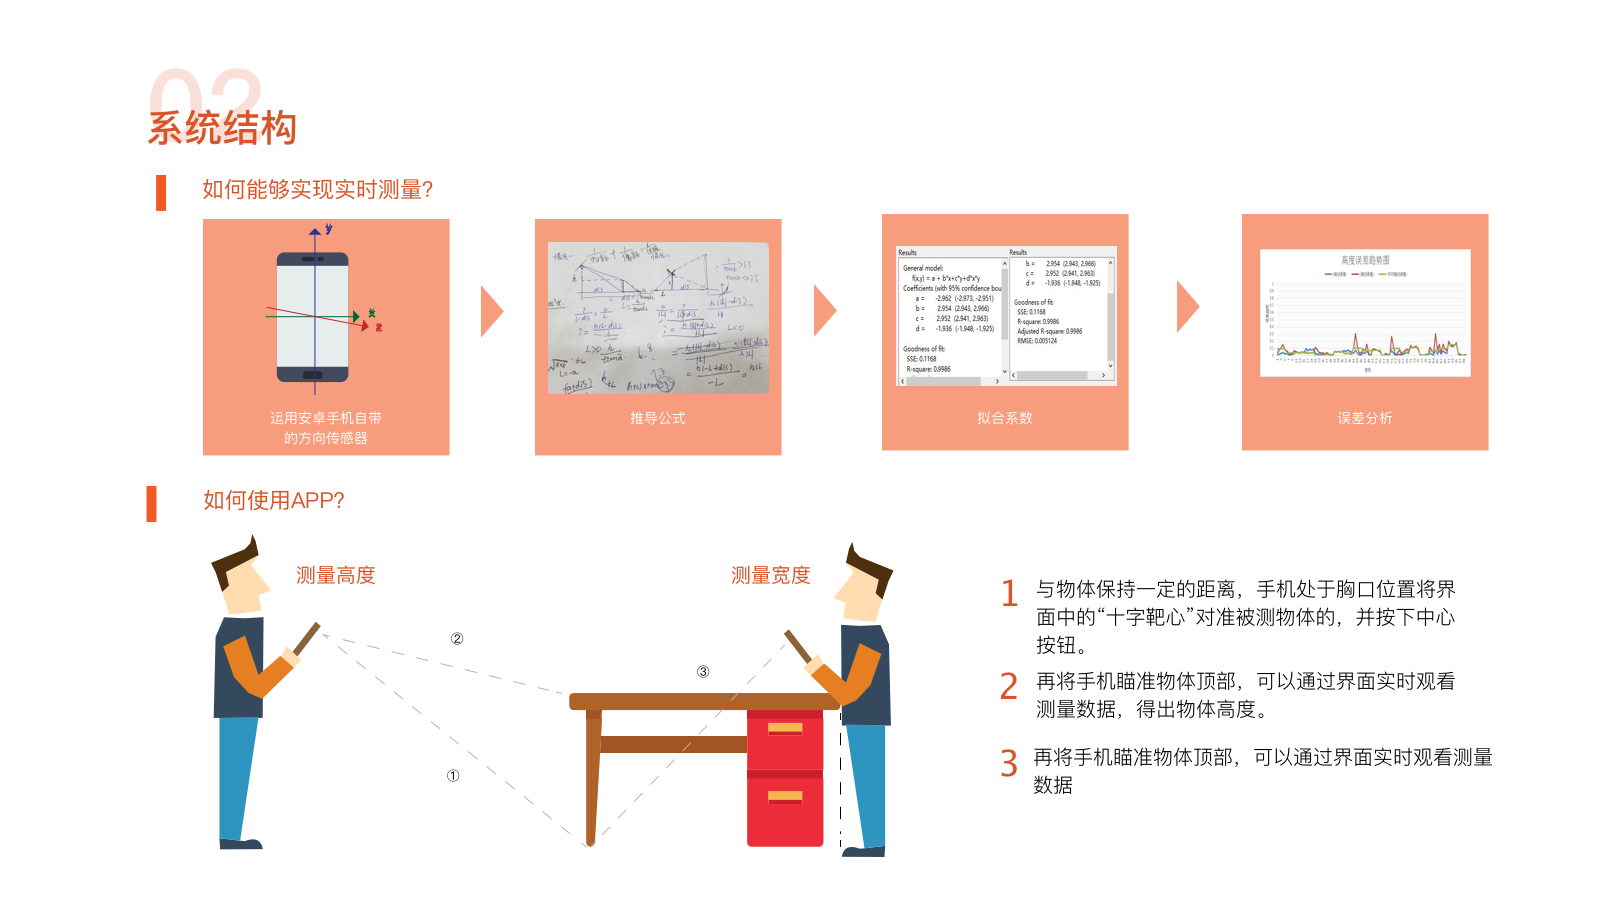 02
系统结构
如何能够实现实时测量?
y
x
z
运用安卓手机自带
的方向传感器
推导公式
Results
General model:
f(x,y) = a + b*x+c*y+d*x*y
Coefficients (with 95% confidence bou
a = -2.962 (-2.973, -2.951)
b = 2.954 (2.943, 2.966)
c = 2.952 (2.941, 2.963)
d = -1.936 (-1.948, -1.925)
Goodness of fit:
SSE: 0.1168
R-square: 0.9986
Results
b = 2.954 (2.943, 2.966)
c = 2.952 (2.941, 2.963)
d = -1.936 (-1.948, -1.925)
Goodness of fit:
SSE: 0.1168
R-square: 0.9986
Adjusted R-square: 0.9986
RMSE: 0.005124
拟合系数
高度误差趋势图
误差分析
如何使用APP?
测量高度
测量宽度
②
③
①
1 与物体保持一定的距离，手机处于胸口位置将界
面中的“十字靶心”对准被测物体的，并按下中心
按钮。
2 再将手机瞄准物体顶部，可以通过界面实时观看
测量数据，得出物体高度。
3 再将手机瞄准物体顶部，可以通过界面实时观看测量
数据